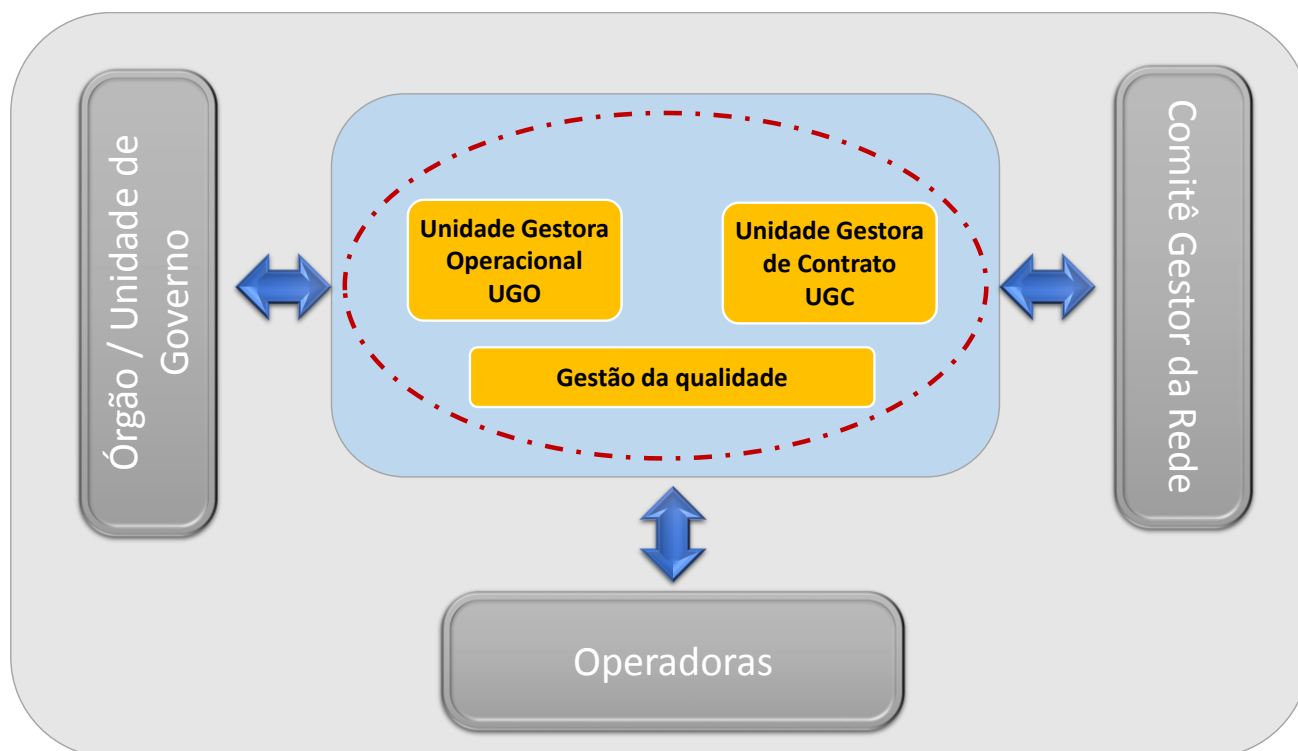 Órgão / Unidade de
Governo
Unidade Gestora
Operacional
UGO
Unidade Gestora
de Contrato
UGC
Gestão da qualidade
Comitê Gestor da Rede
Operadoras